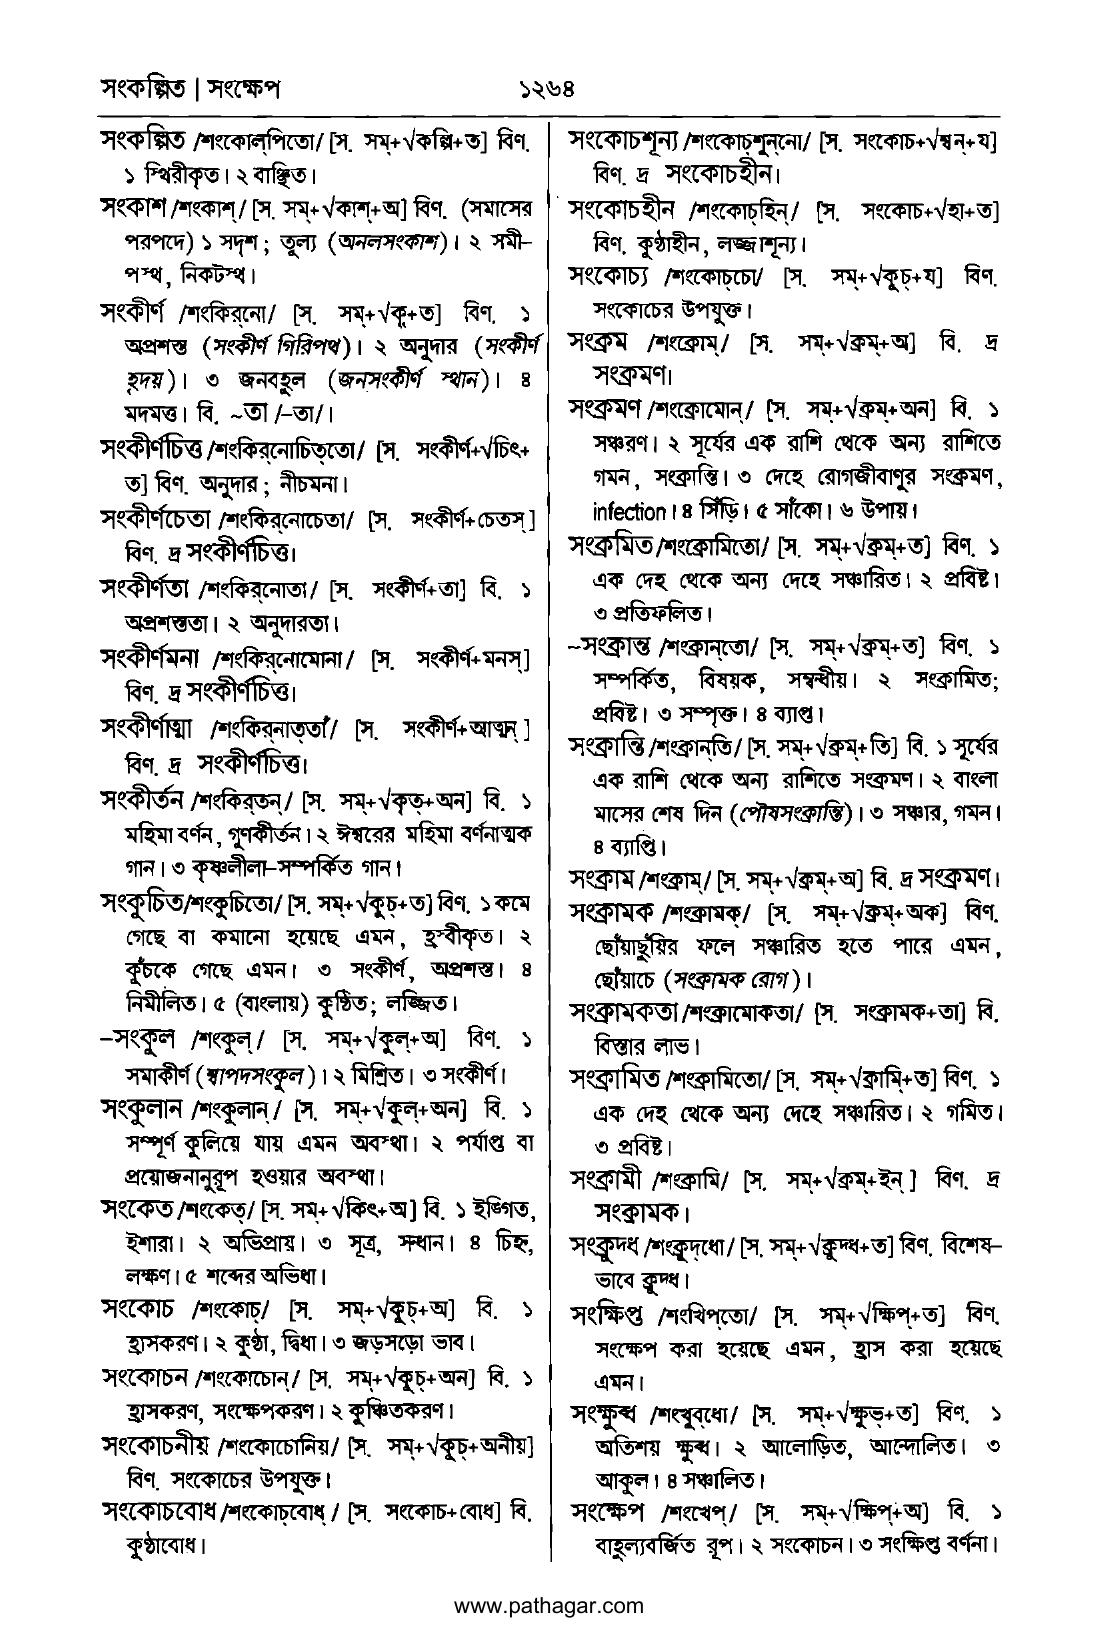 সংকল্পিত | সংক্ষেপ
১২৬৪
সংকল্পিত /শংকোল্‌পিতো/ [স. সম্‌+√কল্পি+ত] বিণ.
১ স্থিরীকৃত। ২ বাঞ্ছিত।
সংকাশ /শংকাশ্‌/ [স. সম্‌+√কাশ্‌+অ] বিণ. (সমাসের
পরপদে) ১ সদৃশ ; তুল্য (অনলসংকাশ)। ২ সমী–
পস্থ, নিকটস্থ।
সংকীর্ণ /শংকির্‌নো/ [স. সম্‌+√কৄ+ত] বিণ. ১
অপ্রশস্ত (সংকীর্ণ গিরিপথ)। ২ অনুদার (সংকীর্ণ
হৃদয়)। ৩ জনবহুল (জনসংকীর্ণ স্থান)। ৪
মদমত্ত। বি. ~তা /–তা/।
সংকীর্ণচিত্ত /শংকির্‌নোচিত্‌তো/ [স. সংকীর্ণ+√চিৎ+
ত] বিণ. অনুদার ; নীচমনা।
সংকীর্ণচেতা /শংকির্‌নোচেতা/ [স. সংকীর্ণ+চেতস্‌]
বিণ. দ্র সংকীর্ণচিত্ত।
সংকীর্ণতা /শংকির্‌নোতা/ [স. সংকীর্ণ+তা] বি. ১
অপ্রশস্ততা। ২ অনুদারতা।
সংকীর্ণমনা /শংকির্‌নোমোনা/ [স. সংকীর্ণ+মনস্‌]
বিণ. দ্র সংকীর্ণচিত্ত।
সংকীর্ণাত্মা /শংকির্‌নাত্‌তাঁ/ [স. সংকীর্ণ+আত্মন্‌]
বিণ. দ্র সংকীর্ণচিত্ত।
সংকীর্তন /শংকির্‌তন্‌/ [স. সম্‌+√কৃত্‌+অন] বি. ১
মহিমা বর্ণন, গুণকীর্তন। ২ ঈশ্বরের মহিমা বর্ণনাত্মক
গান। ৩ কৃষ্ণলীলা–সম্পর্কিত গান।
সংকুচিত/শংকুচিতো/ [স. সম্‌+√কুচ্‌+ত] বিণ. ১ কমে
গেছে বা কমানো হয়েছে এমন, হ্রস্বীকৃত। ২
কুঁচকে গেছে এমন। ৩ সংকীর্ণ, অপ্রশস্ত। ৪
নিমীলিত। ৫ (বাংলায়) কুণ্ঠিত; লজ্জিত।
–সংকুল /শংকুল্‌/ [স. সম্‌+√কুল্‌+অ] বিণ. ১
সমাকীর্ণ (শ্বাপদসংকুল)। ২ মিশ্রিত। ৩ সংকীর্ণ।
সংকুলান /শংকুলান্‌/ [স. সম্‌+√কুল্‌+অন] বি. ১
সম্পূর্ণ কুলিয়ে যায় এমন অবস্থা। ২ পর্যাপ্ত বা
প্রয়োজনানুরূপ হওয়ার অবস্থা।
সংকেত /শংকেত্‌/ [স. সম্‌+√কিৎ+অ] বি. ১ ইঙ্গিত,
ইশারা। ২ অভিপ্রায়। ৩ সূত্র, সন্ধান। ৪ চিহ্ন,
লক্ষণ। ৫ শব্দের অভিধা।
সংকোচ /শংকোচ্‌/ [স. সম্‌+√কুচ্‌+অ] বি. ১
হ্রাসকরণ। ২ কুণ্ঠা, দ্বিধা। ৩ জড়সড়ো ভাব।
সংকোচন /শংকোচোন্‌/ [স. সম্‌+√কুচ্‌+অন] বি. ১
হ্রাসকরণ, সংক্ষেপকরণ। ২ কুঞ্চিতকরণ।
সংকোচনীয় /শংকোচোনিয়/ [স. সম্‌+√কুচ্‌+অনীয়]
বিণ. সংকোচের উপযুক্ত।
সংকোচবোধ /শংকোচ্‌বোধ্‌/ [স. সংকোচ+বোধ] বি.
কুণ্ঠাবোধ।
সংকোচশূন্য /শংকোচ্‌শুন্‌নো/ [স. সংকোচ+√শ্বন্‌+য]
বিণ. দ্র সংকোচহীন।
সংকোচহীন /শংকোচ্‌হিন্‌/ [স. সংকোচ+√হা+ত]
বিণ. কুণ্ঠাহীন, লজ্জাশূন্য।
সংকোচ্য /শংকোচ্‌চো/ [স. সম্‌+√কুচ্‌+য] বিণ.
সংকোচের উপযুক্ত।
সংক্রম /শংক্রোম্‌/ [স. সম্‌+√ক্রম্‌+অ] বি. দ্র
সংক্রমণ।
সংক্রমণ /শংক্রোমোন্‌/ [স. সম্‌+√ক্রম্‌+অন] বি. ১
সঞ্চরণ। ২ সূর্যের এক রাশি থেকে অন্য রাশিতে
গমন, সংক্রান্তি। ৩ দেহে রোগজীবাণুর সংক্রমণ,
infection। ৪ সিঁড়ি। ৫ সাঁকো। ৬ উপায়।
সংক্রমিত /শংক্রোমিতো/ [স. সম্‌+√ক্রম্‌+ত] বিণ. ১
এক দেহ থেকে অন্য দেহে সঞ্চারিত। ২ প্রবিষ্ট।
৩ প্রতিফলিত।
–সংক্রান্ত /শংক্রান্‌তো/ [স. সম্‌+√ক্রম্‌+ত] বিণ. ১
সম্পর্কিত, বিষয়ক, সম্বন্ধীয়। ২ সংক্রামিত;
প্রবিষ্ট। ৩ সম্পৃক্ত। ৪ ব্যাপ্ত।
সংক্রান্তি /শংক্রান্‌তি/ [স. সম্‌+√ক্রম্‌+তি] বি. ১ সূর্যের
এক রাশি থেকে অন্য রাশিতে সংক্রমণ। ২ বাংলা
মাসের শেষ দিন (পৌষসংক্রান্তি)। ৩ সঞ্চার, গমন।
৪ ব্যাপ্তি।
সংক্রাম /শংক্রাম্‌/ [স. সম্‌+√ক্রম্‌+অ] বি. দ্র সংক্রমণ।
সংক্রামক /শংক্রামক্‌/ [স. সম্‌+√ক্রম্‌+অক] বিণ.
ছোঁয়াছুঁয়ির ফলে সঞ্চারিত হতে পারে এমন,
ছোঁয়াচে (সংক্রামক রোগ)।
সংক্রামকতা /শংক্রামোকতা/ [স. সংক্রামক+তা] বি.
বিস্তার লাভ।
সংক্রামিত /শংক্রামিতো/ [স. সম্‌+√ক্রামি+ত] বিণ. ১
এক দেহ থেকে অন্য দেহে সঞ্চারিত। ২ গমিত।
৩ প্রবিষ্ট।
সংক্রামী /শংক্রামি/ [স. সম্‌+√ক্রম্‌+ইন্‌] বিণ. দ্র
সংক্রামক।
সংক্রুদ্ধ /শংক্রুদ্‌ধো/ [স. সম্‌+√ক্রুদ্ধ+ত] বিণ. বিশেষ–
ভাবে ক্রুদ্ধ।
সংক্ষিপ্ত /শংখিপ্‌তো/ [স. সম্‌+√ক্ষিপ্‌+ত] বিণ.
সংক্ষেপ করা হয়েছে এমন, হ্রাস করা হয়েছে
এমন।
সংক্ষুব্ধ /শংখুব্‌ধো/ [স. সম্‌+√ক্ষুভ্‌+ত] বিণ. ১
অতিশয় ক্ষুব্ধ। ২ আলোড়িত, আন্দোলিত। ৩
আকুল। ৪ সঞ্চালিত।
সংক্ষেপ /শংখেপ্‌/ [স. সম্‌+√ক্ষিপ্‌+অ] বি. ১
বাহুল্যবর্জিত রূপ। ২ সংকোচন। ৩ সংক্ষিপ্ত বর্ণনা।
www.pathagar.com